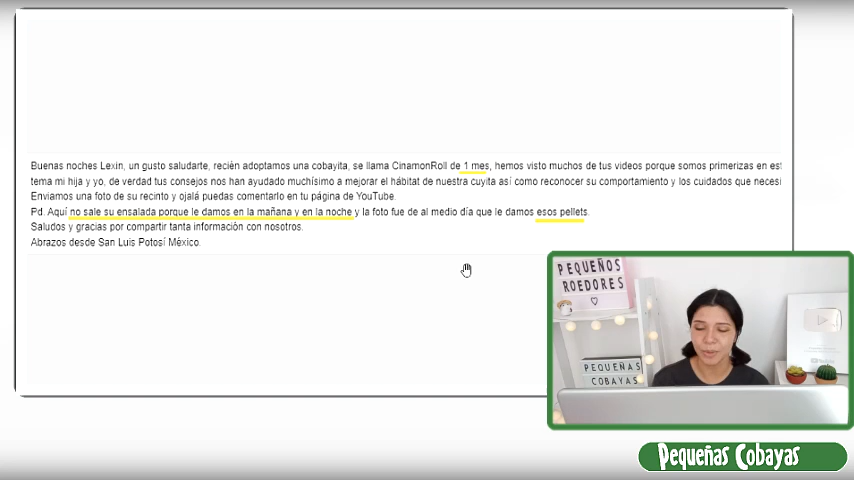 Buenas noches Lexin, un gusto saludarte, recién adoptamos una cobayita, se llama CinamonRoll de 1 mes, hemos visto muchos de tus videos porque somos primerizas en est
tema mi hija y yo, de verdad tus consejos nos han ayudado muchísimo a mejorar el hábitat de nuestra cuyita así como reconocer su comportamiento y los cuidados que necesi
Enviamos una foto de su recinto y ojalá puedas comentarlo en tu página de YouTube.
Pd. Aquí no sale su ensalada porque le damos en la mañana y en la noche y la foto fue de al medio día que le damos esos pellets.
Saludos y gracias por compartir tanta información con nosotros.
Abrazos desde San Luis Potosí México.
PEQUEÑOS
ROEDORES
PEQUEÑAS
COBAYAS
Pequeñas Cobayas